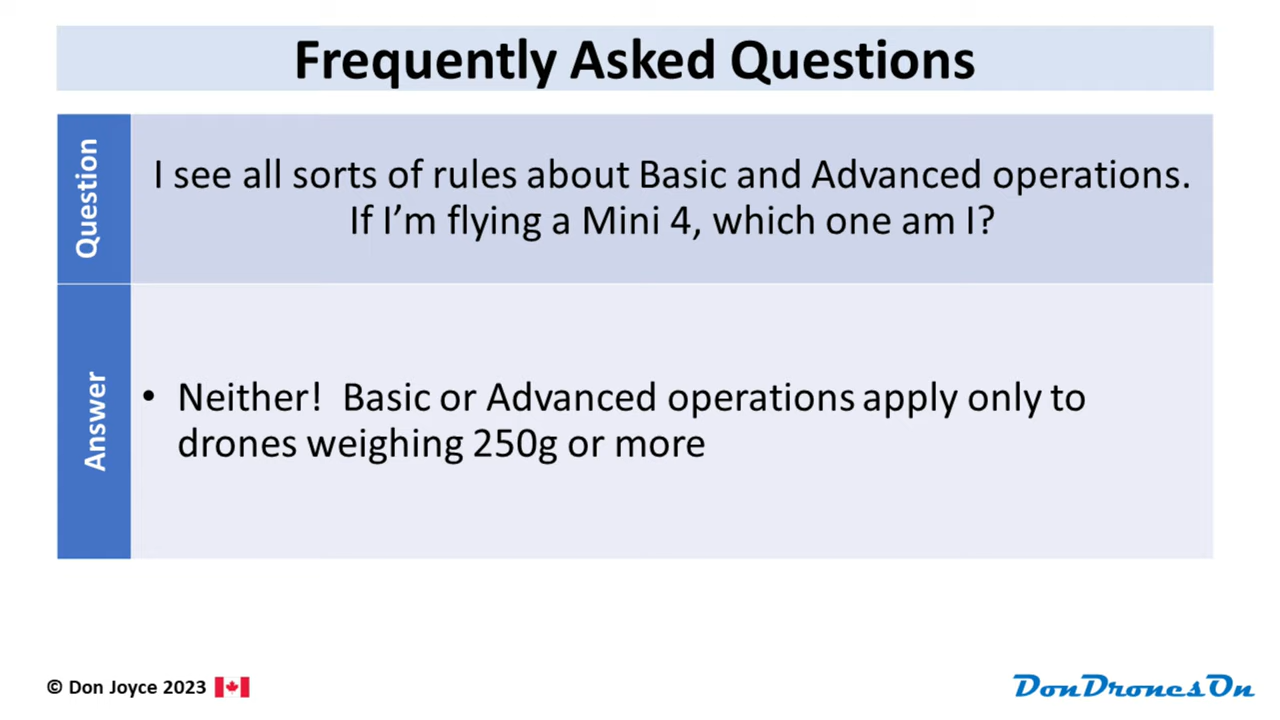 Frequently Asked Questions
Question
I see all sorts of rules about Basic and Advanced operations.
If I’m flying a Mini 4, which one am I?
Answer
• Neither!  Basic or Advanced operations apply only to
drones weighing 250g or more
© Don Joyce 2023
DonDronesOn